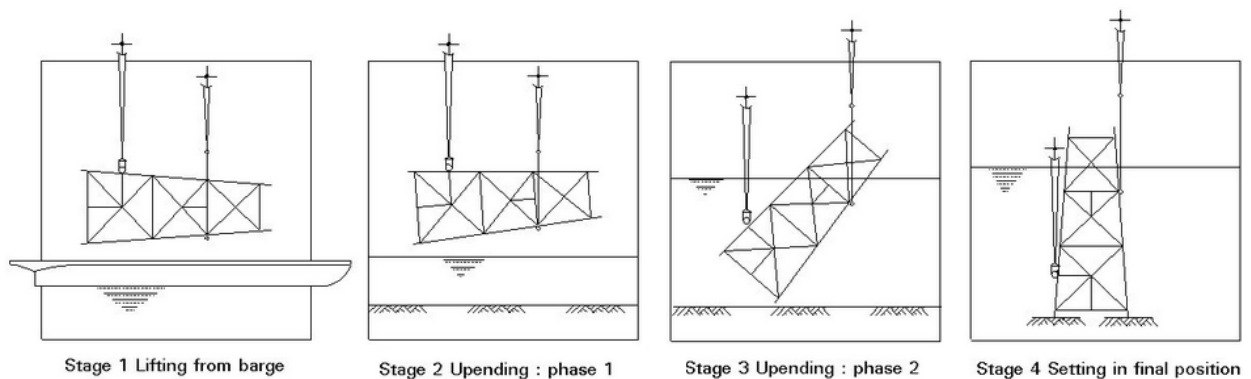 Stage 1 Lifting from barge
Stage 2 Upending : phase 1
Stage 3 Upending : phase 2
Stage 4 Setting in final position